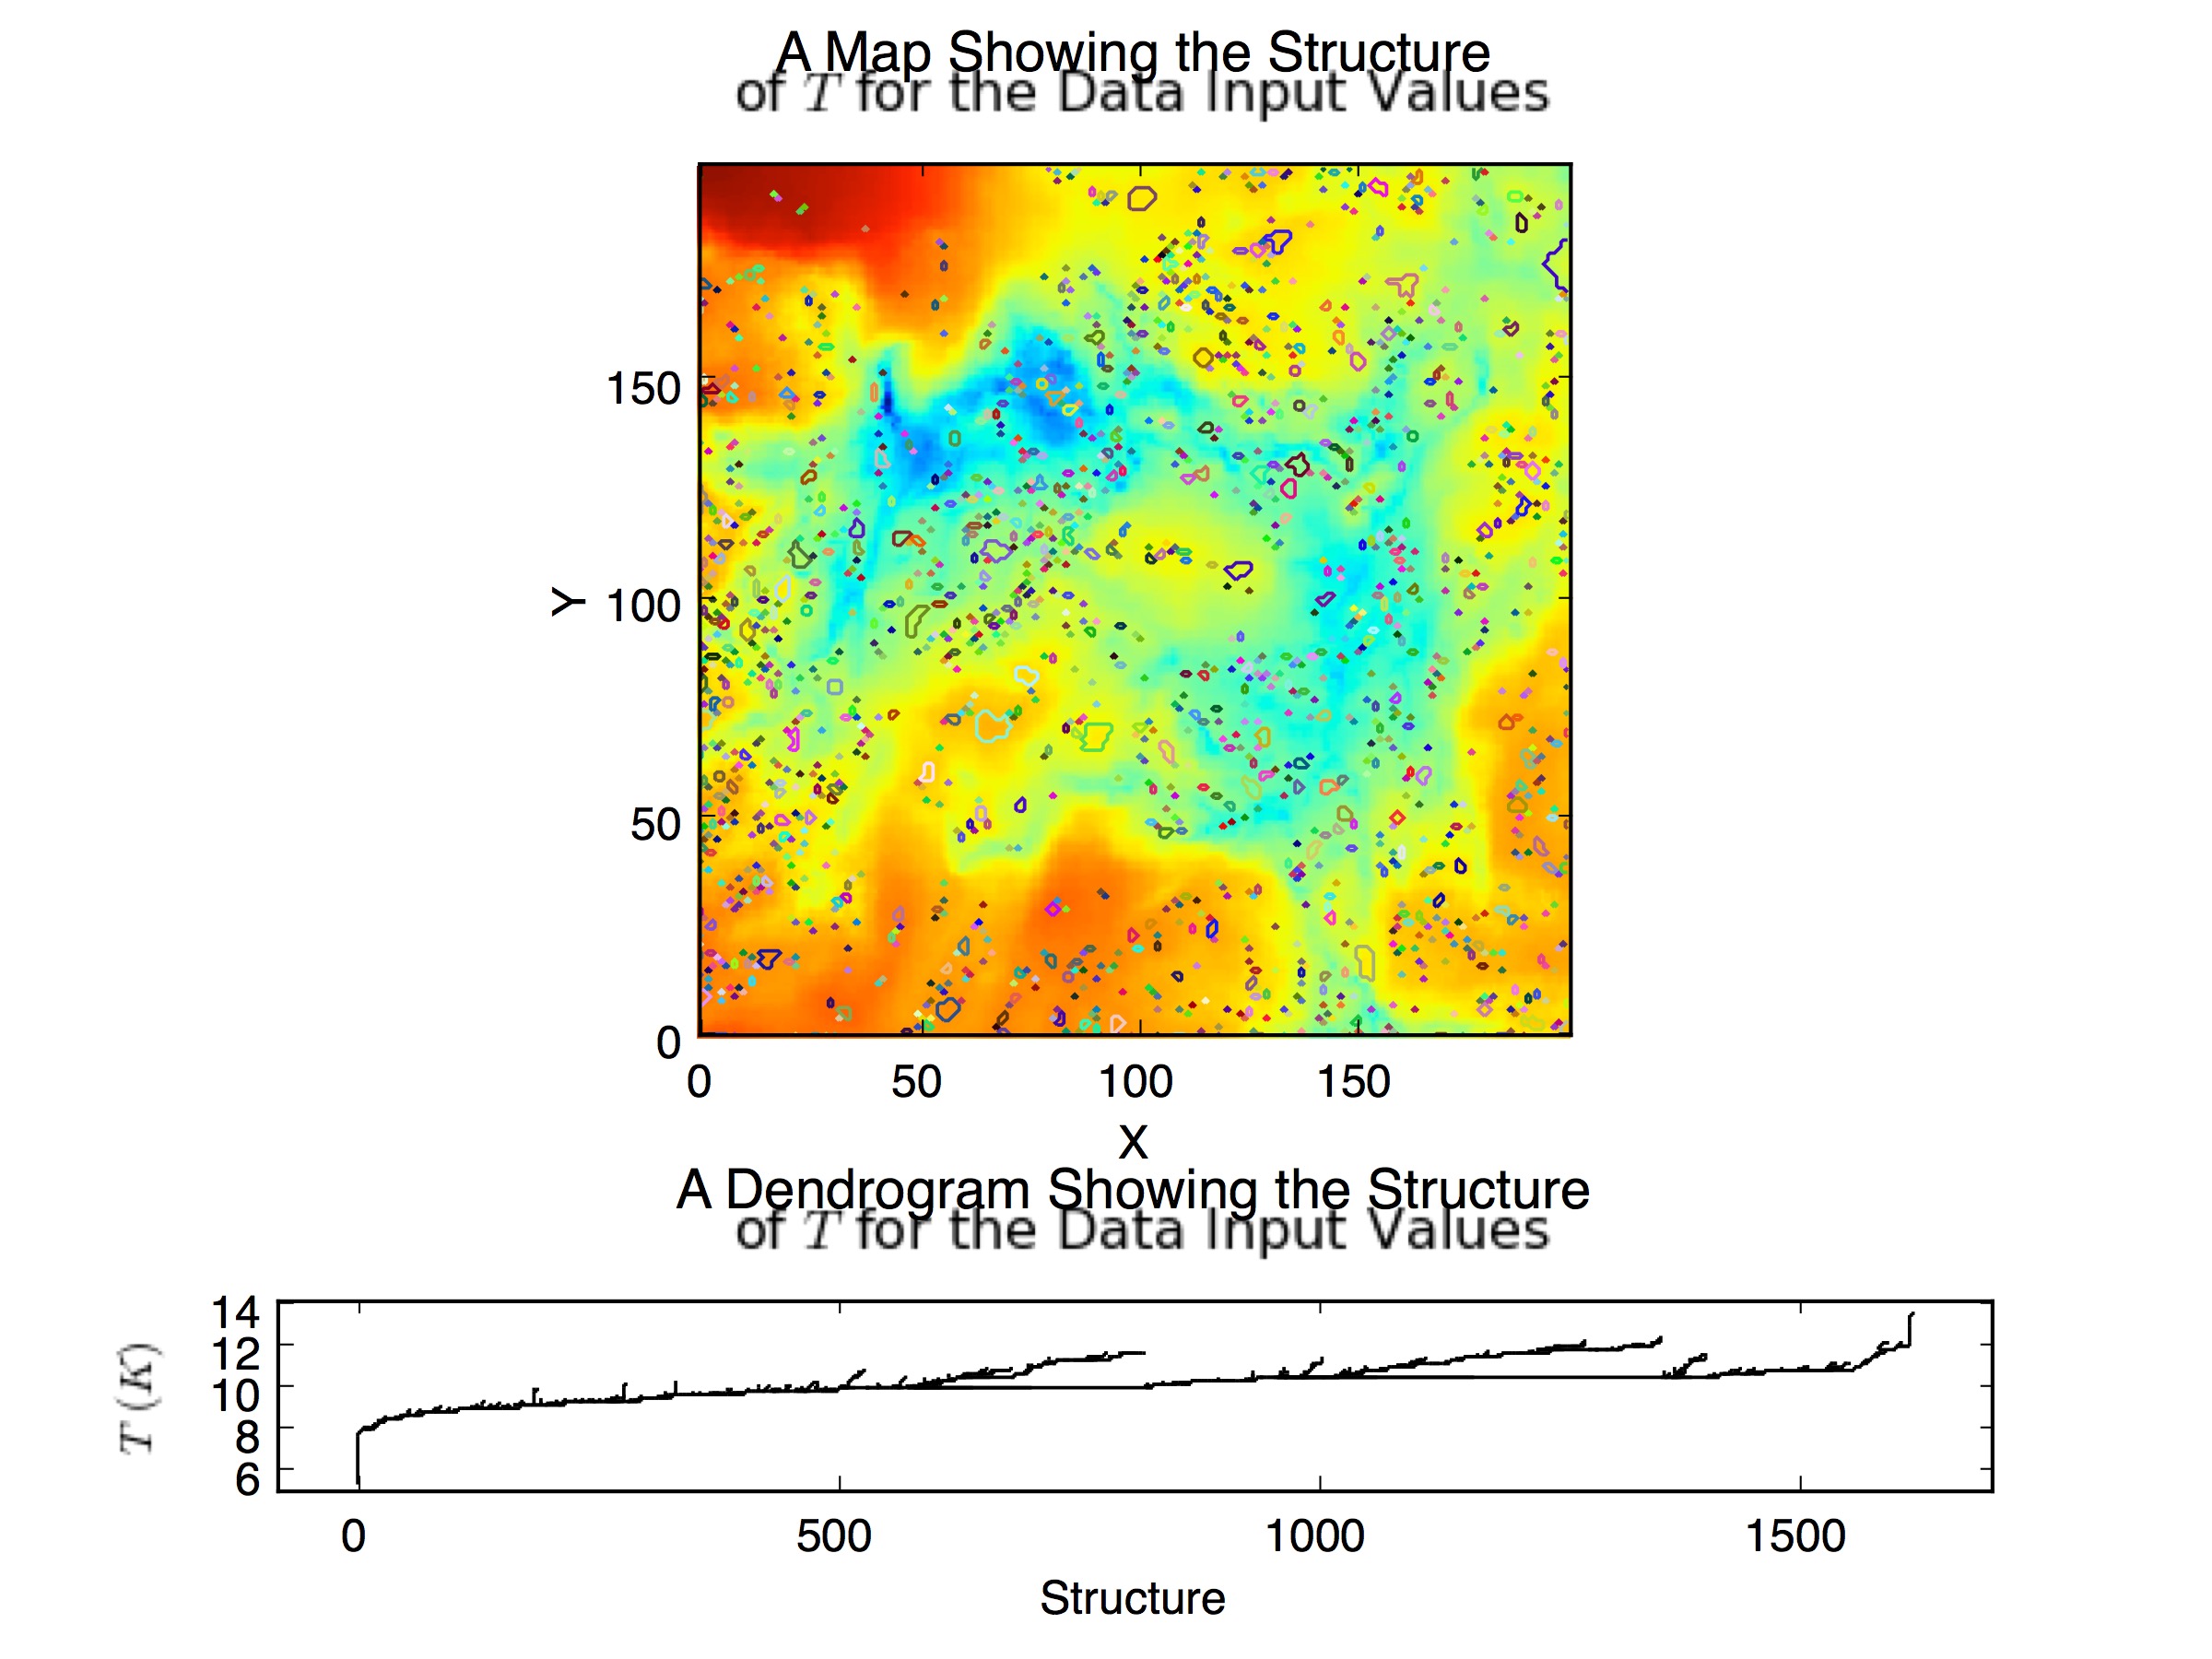 A Map Showing the Structure
of T for the Data Input Values
150
100
50
0
Y
0 50 100 150
X
A Dendrogram Showing the Structure
of T for the Data Input Values
14
12
10
8
6
T (K)
0 500 1000 1500
Structure